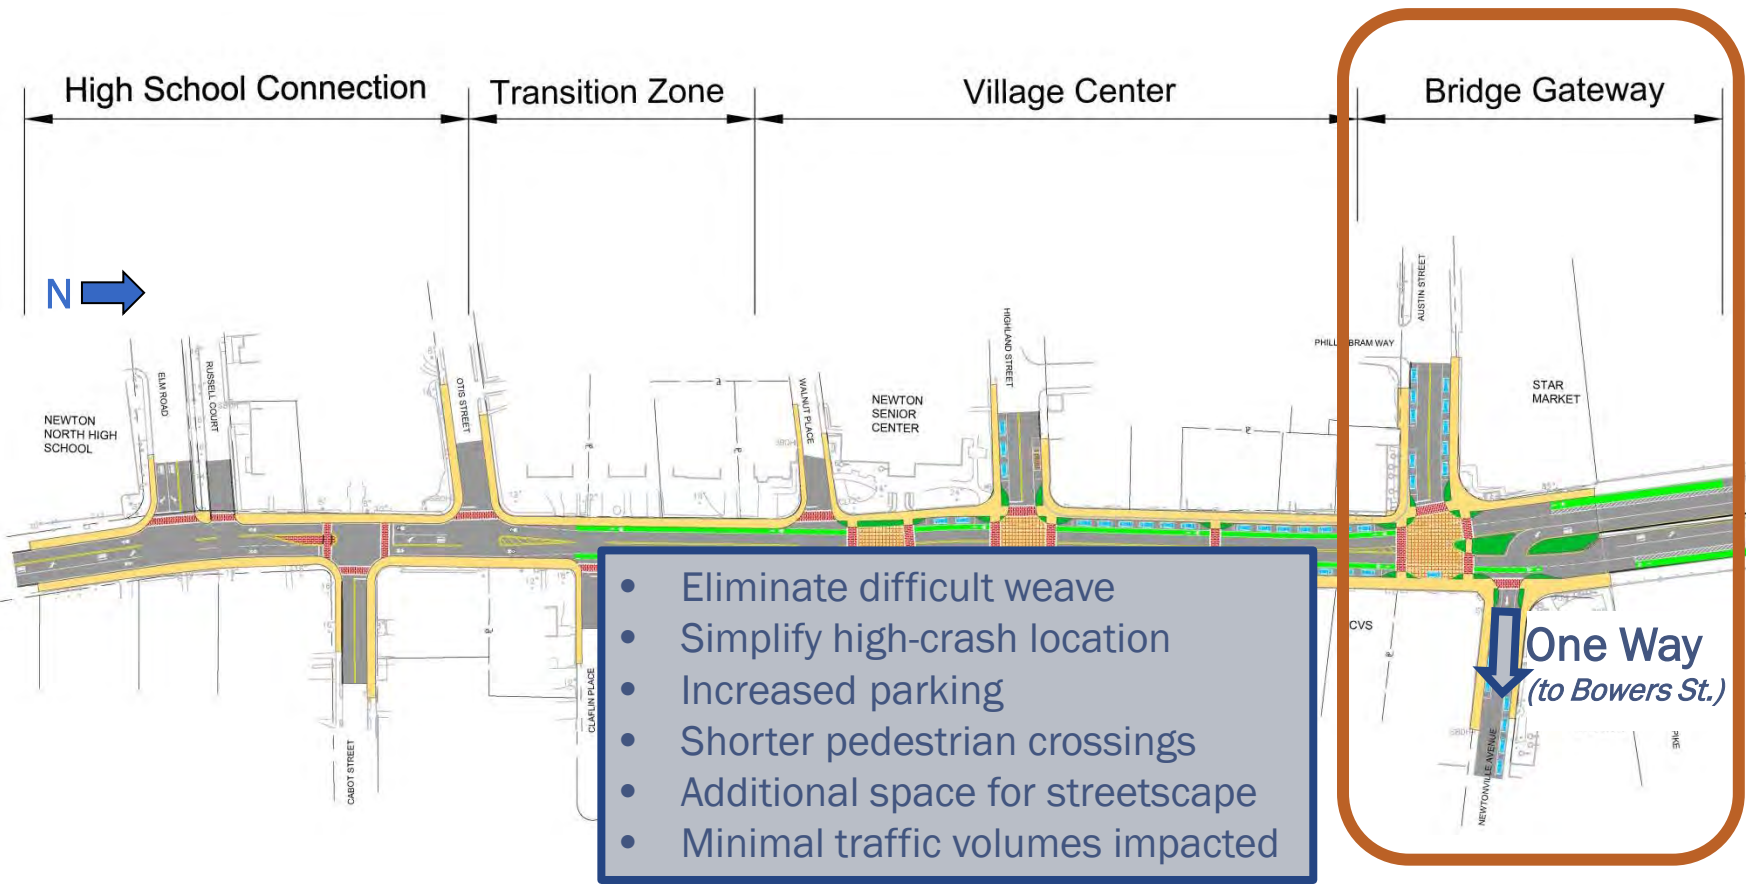 High School Connection
Transition Zone
Village Center
Bridge Gateway
N
NEWTON
NORTH HIGH
SCHOOL
ELM ROAD
RUSSELL COURT
OTIS STREET
WALNUT PLACE
NEWTON
SENIOR
CENTER
HIGHLAND STREET
AUSTIN STREET
BRAM WAY
STAR
MARKET
CABOT STREET
CLAFLIN PLACE
CVS
NEWTONVILLE AVENUE
PIKE
• Eliminate difficult weave
• Simplify high-crash location
• Increased parking
• Shorter pedestrian crossings
• Additional space for streetscape
• Minimal traffic volumes impacted
One Way
(to Bowers St.)